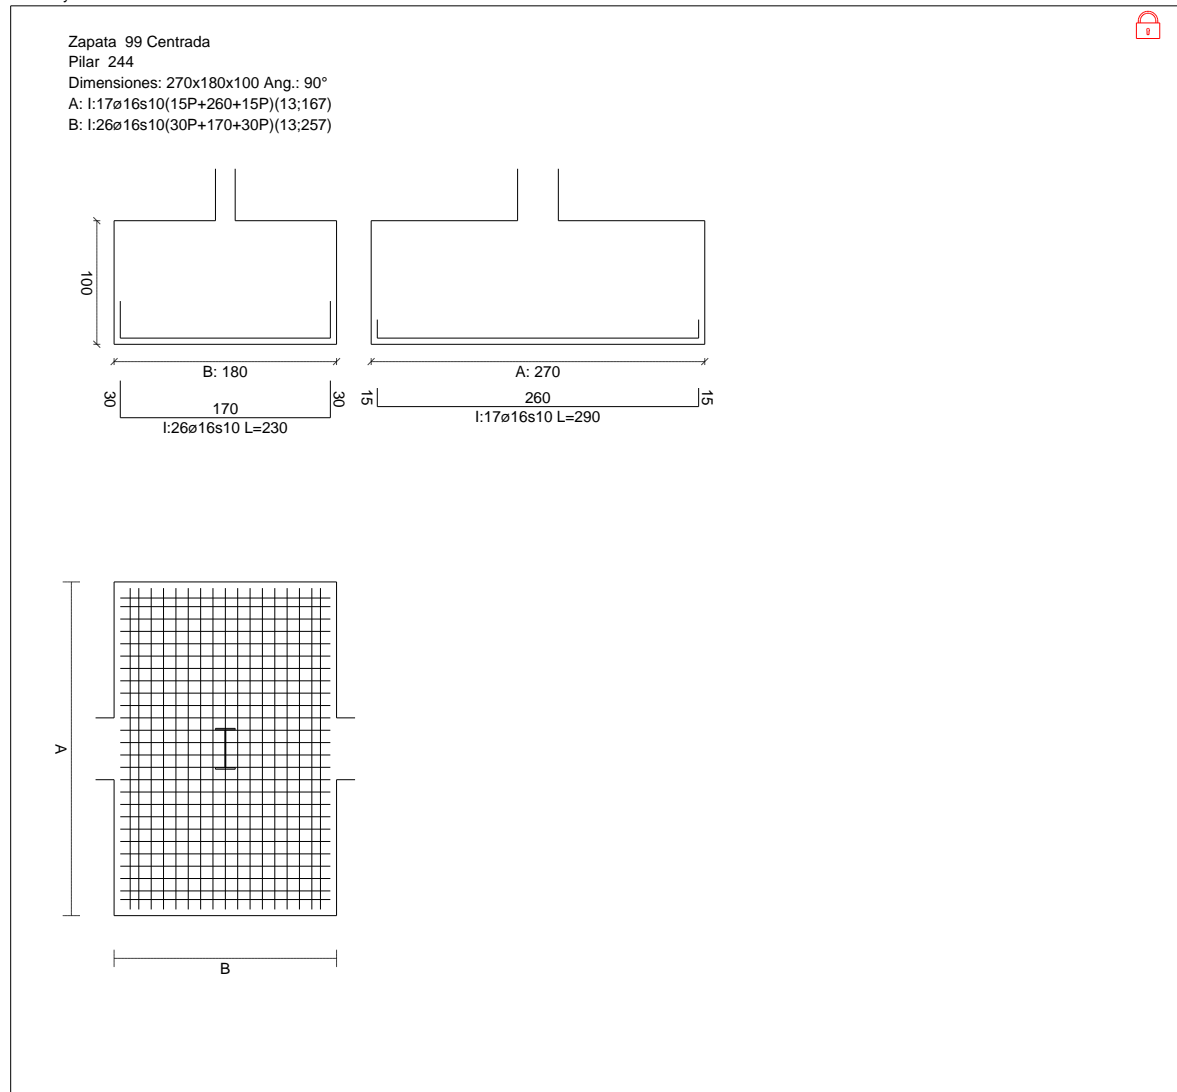 Zapata 99 Centrada
Pilar 244
Dimensiones: 270x180x100 Ang.: 90°
A: I:17ø16s10(15P+260+15P)(13;167)
B: I:26ø16s10(30P+170+30P)(13;257)
100
B: 180
A: 270
30
170
30
I:26ø16s10 L=230
15
260
15
I:17ø16s10 L=290
A
B